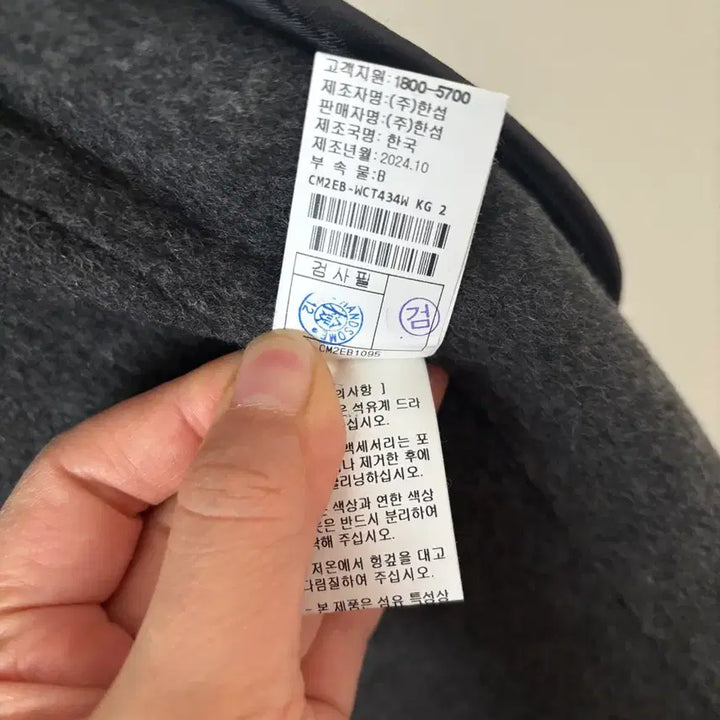 고객지원:1800-5700
제조자명:(주)한섬
판매자명:(주)한섬
제조국명: 한국
제조년월:2024.10
부 속 물:B
CM2EB-WCT434W KG 2
검사필
HANDSOME 12
검
CM2EB1095
의사항 ]
은 석유계 드라
십시오.
백세서리는 포
나 제거한 후에
닝하십시오.
색상과 연한 색상
은 반드시 분리하여
해 주십시오.
저온에서 헝겊을 대고
다림질하여 주십시오.
- 본 제품은 섬유 특성상